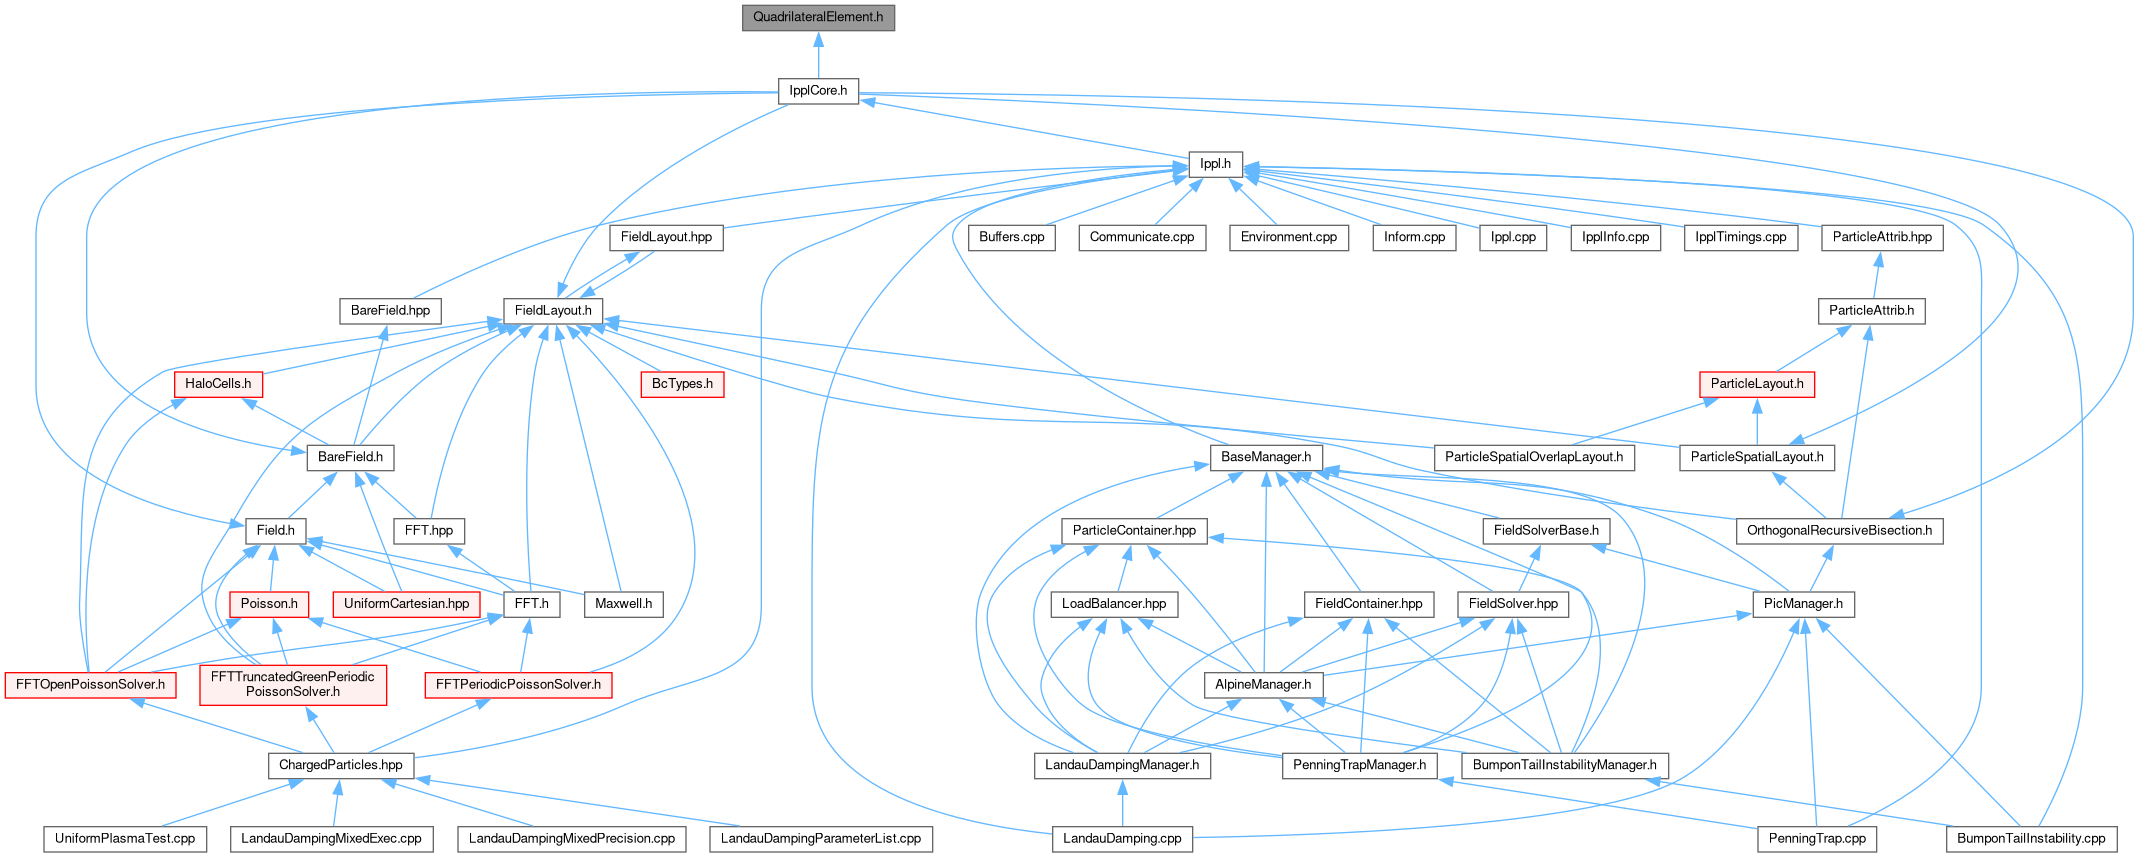 QuadrilateralElement.h
IpplCore.h
Ippl.h
FieldLayout.hpp
Buffers.cpp
Communicate.cpp
Environment.cpp
Inform.cpp
Ippl.cpp
IpplInfo.cpp
IpplTimings.cpp
ParticleAttrib.hpp
BareField.hpp
FieldLayout.h
ParticleAttrib.h
HaloCells.h
BcTypes.h
ParticleLayout.h
BareField.h
BaseManager.h
ParticleSpatialOverlapLayout.h
ParticleSpatialLayout.h
Field.h
FFT.hpp
ParticleContainer.hpp
FieldSolverBase.h
OrthogonalRecursiveBisection.h
Poisson.h
UniformCartesian.hpp
FFT.h
Maxwell.h
LoadBalancer.hpp
FieldContainer.hpp
FieldSolver.hpp
PicManager.h
FFTOpenPoissonSolver.h
FFTTruncatedGreenPeriodic
PoissonSolver.h
FFTPeriodicPoissonSolver.h
AlpineManager.h
ChargedParticles.hpp
LandauDampingManager.h
PenningTrapManager.h
BumponTailInstabilityManager.h
UniformPlasmaTest.cpp
LandauDampingMixedExec.cpp
LandauDampingMixedPrecision.cpp
LandauDampingParameterList.cpp
LandauDamping.cpp
PenningTrap.cpp
BumponTailInstability.cpp